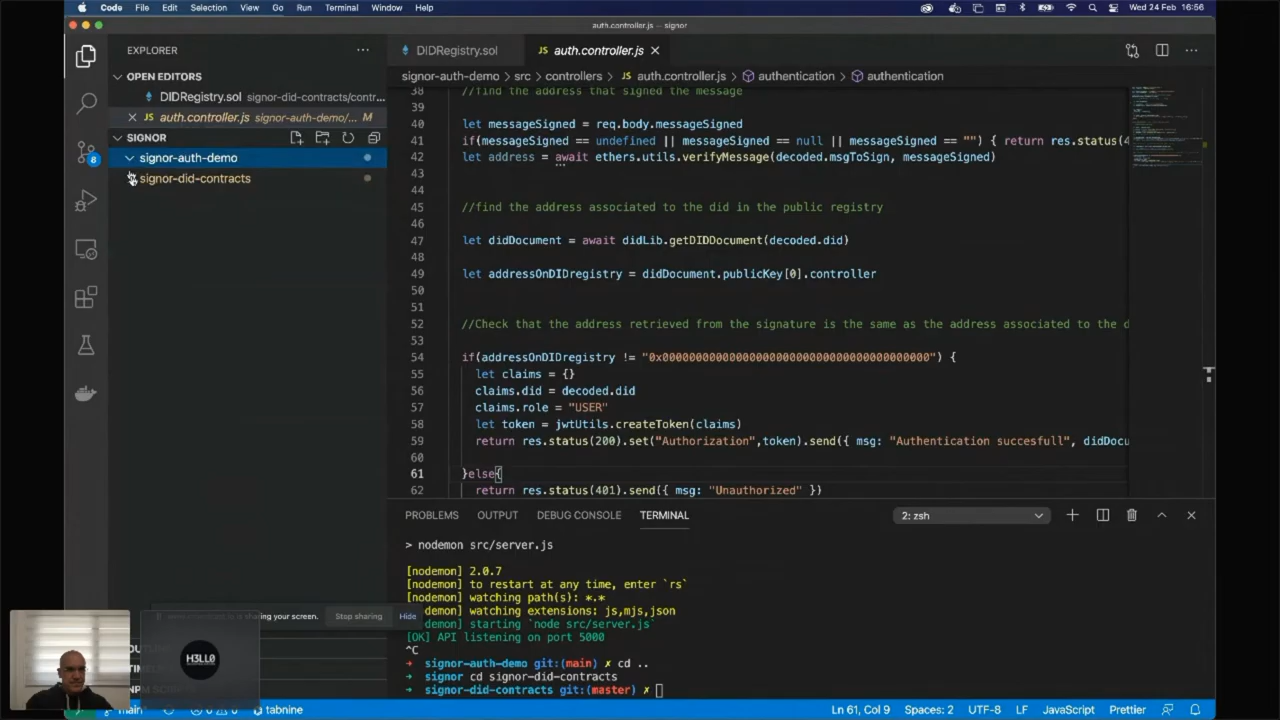 Code File Edit Selection View Go Run Terminal Window Help Wed 24 Feb 16:56
auth.controller.js — signor
EXPLORER
OPEN EDITORS
DIDRegistry.sol signor-did-contracts/contr...
auth.controller.js signor-auth-demo/... M
SIGNOR
signor-auth-demo
signor-did-contracts
8
DIDRegistry.sol JS auth.controller.js
signor-auth-demo > src > controllers > JS auth.controller.js > authentication > authentication
38 //find the address that signed the message
39
40 let messageSigned = req.body.messageSigned
41 if(messageSigned == undefined || messageSigned == null || messageSigned == "") { return res.status(4
42 let address = await ethers.utils.verifyMessage(decoded.msgToSign, messageSigned)
43
44
45 //find the address associated to the did in the public registry
46
47 let didDocument = await didLib.getDIDDocument(decoded.did)
48
49 let addressOnDIDregistry = didDocument.publicKey[0].controller
50
51
52 //Check that the address retrieved from the signature is the same as the address associated to the d
53
54 if(addressOnDIDregistry != "0x0000000000000000000000000000000000000000") {
55 let claims = {}
56 claims.did = decoded.did
57 claims.role = "USER"
58 let token = jwtUtils.createToken(claims)
59 return res.status(200).set("Authorization",token).send({ msg: "Authentication succesfull", didDocu
60
61 }else{
62 return res.status(401).send({ msg: "Unauthorized" })
PROBLEMS OUTPUT DEBUG CONSOLE TERMINAL 2: zsh
> nodemon src/server.js
[nodemon] 2.0.7
[nodemon] to restart at any time, enter `rs`
[nodemon] watching path(s): *.*
[nodemon] watching extensions: js,mjs,json
odemon] starting `node src/server.js`
[OK] API listening on port 5000
^C
➜ signor-auth-demo git:(main) ✗ cd ..
➜ signor cd signor-did-contracts
➜ signor-did-contracts git:(master) ✗
is sharing your screen. Stop sharing Hide
H3LL0
main* 0 0 tabnine Ln 61, Col 9 Spaces: 2 UTF-8 LF JavaScript Prettier